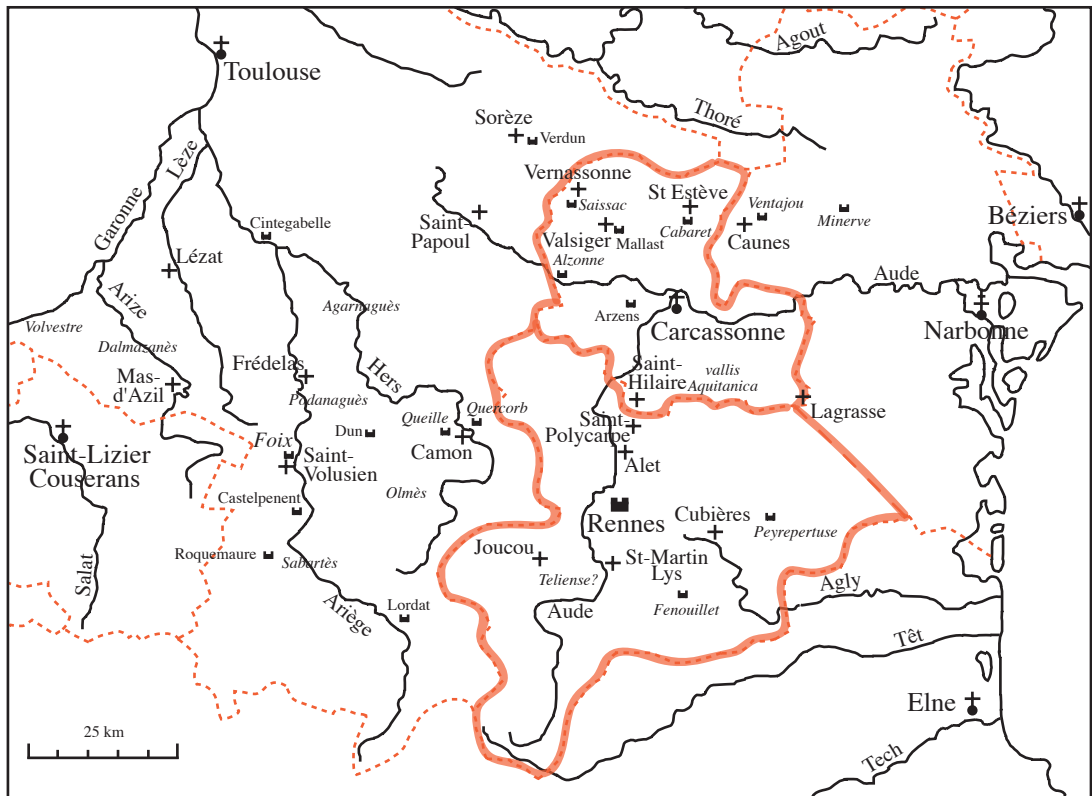 Agout
Toulouse
Thoré
Sorèze
Verdun
Lèze
Vernassonne
St Estève
Saissac
Ventajou
Minerve
Garonne
Cintegabelle
Saint-
Papoul
Valsiger
Mallast
Cabaret
Caunes
Béziers
Lézat
Alzonne
Aude
Arize
Agarnaguès
Arzens
Carcassonne
Narbonne
Volvestre
Dalmazanès
Frédelas
Hers
Saint-
Hilaire
vallis
Aquitanica
Mas-
d'Azil
Podanaguès
Queille
Quercorb
Lagrasse
Saint-
Polycarpe
Foix
Dun
Camon
Saint-Lizier
Couserans
Saint-
Volusien
Alet
Castelpenent
Olmès
Rennes
Cubières
Peyrepertuse
Roquemaure
Sabartès
Joucou
St-Martin
Lys
Salat
Teliense?
Agly
Ariège
Lordat
Aude
Fenouillet
Têt
Elne
25 km
Tech